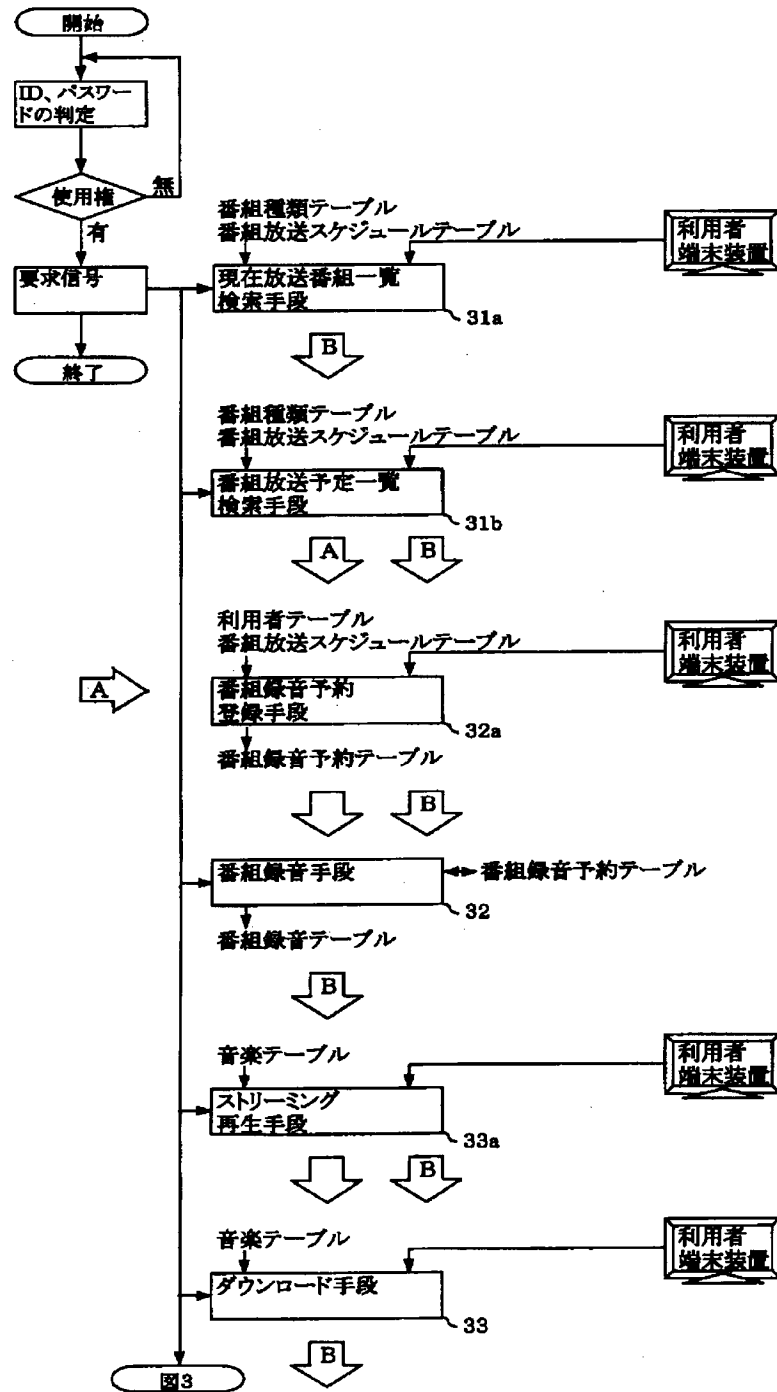 開始
ID、パスワー
ドの判定
使用権
無
有
要求信号
終了
番組種類テーブル
番組放送スケジュールテーブル
利用者
端末装置
現在放送番組一覧
検索手段
31a
B
番組種類テーブル
番組放送スケジュールテーブル
利用者
端末装置
番組放送予定一覧
検索手段
31b
A
B
利用者テーブル
番組放送スケジュールテーブル
利用者
端末装置
A
番組録音予約
登録手段
32a
番組録音予約テーブル
B
番組録音手段
番組録音予約テーブル
32
番組録音テーブル
B
音楽テーブル
利用者
端末装置
ストリーミング
再生手段
33a
B
音楽テーブル
利用者
端末装置
ダウンロード手段
33
B
図3